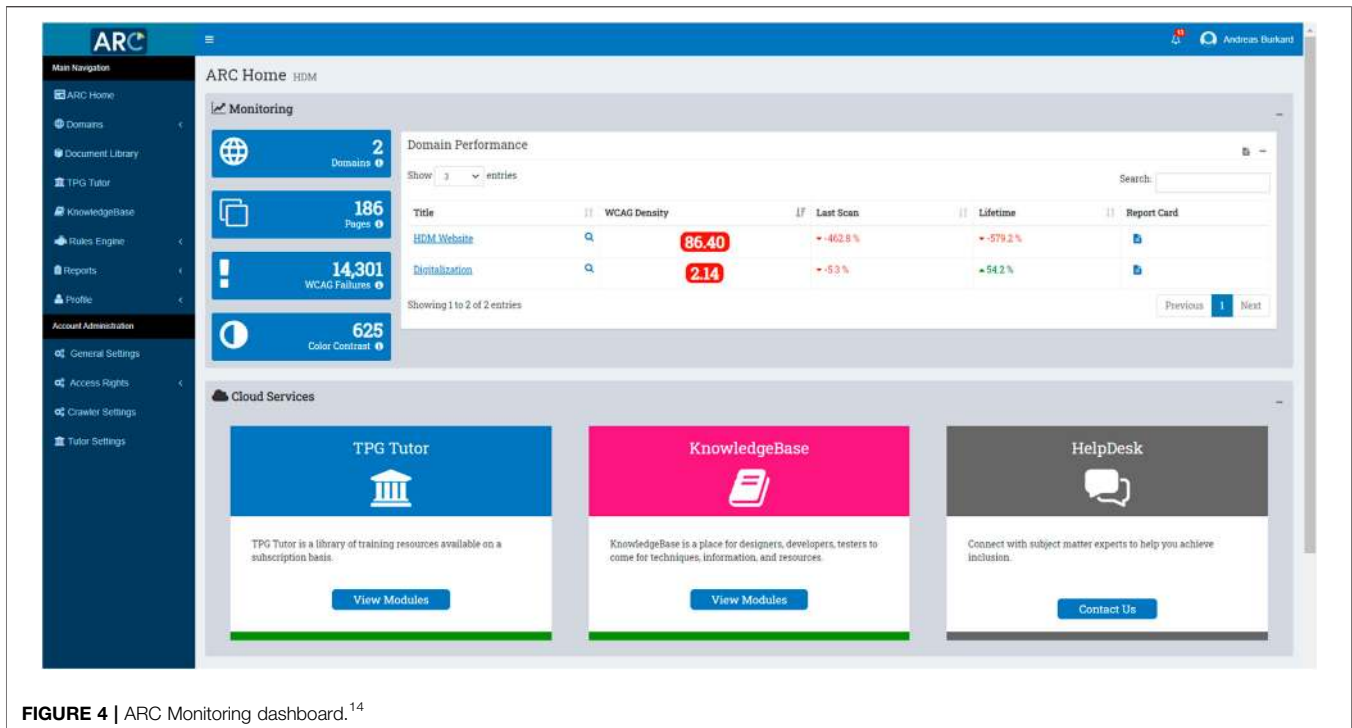 ARC
Andreas Burkard
Main Navigation
ARC Home
Domains
Document Library
TPG Tutor
KnowledgeBase
Rules Engine
Reports
Profile
Account Administration
General Settings
Access Rights
Crawler Settings
Tutor Settings
ARC Home HDM
Monitoring
2
Domains
186
Pages
14,301
WCAG Failures
625
Color Contrast
Domain Performance
Show 3 entries
Search:
Title WCAG Density Last Scan Lifetime Report Card
HDM Website 86.40 -462.8 % -579.2 %
Digitalization 2.14 -5.3 % 54.2 %
Showing 1 to 2 of 2 entries
Previous 1 Next
Cloud Services
TPG Tutor
TPG Tutor is a library of training resources available on a
subscription basis.
View Modules
KnowledgeBase
KnowledgeBase is a place for designers, developers, testers to
come for techniques, information, and resources.
View Modules
HelpDesk
Connect with subject matter experts to help you achieve
inclusion.
Contact Us
FIGURE 4 | ARC Monitoring dashboard.14